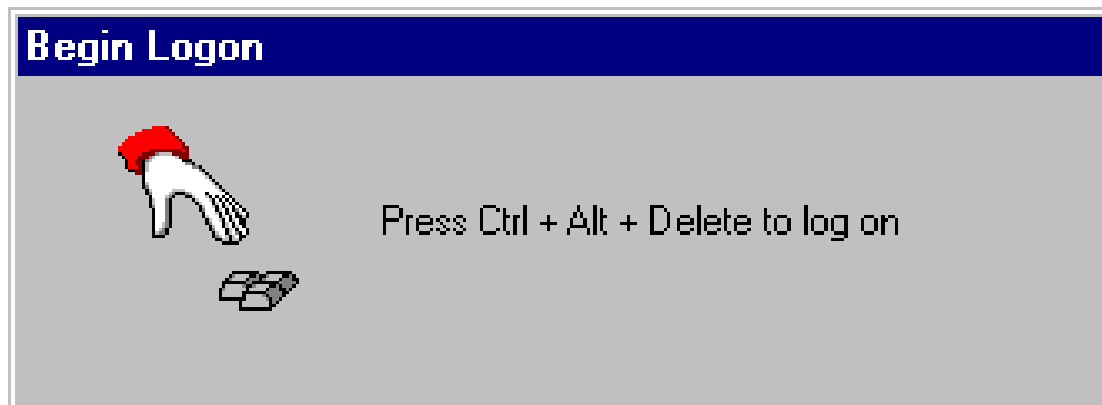 Begin Logon
Press Ctrl + Alt + Delete to log on